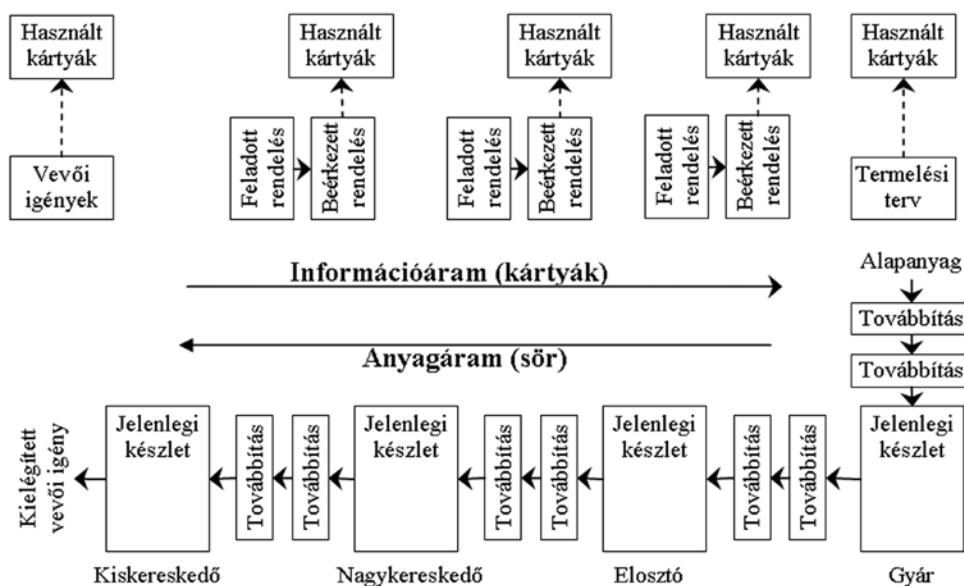 Használt
kártyák
Használt
kártyák
Használt
kártyák
Használt
kártyák
Használt
kártyák
Vevői
igények
Feladott
rendelés
Beérkezett
rendelés
Feladott
rendelés
Beérkezett
rendelés
Feladott
rendelés
Beérkezett
rendelés
Termelési
terv
Információáram (kártyák)
Alapanyag
Továbbítás
Anyagáram (sör)
Továbbítás
Kielégített
vevői igény
Jelenlegi
készlet
Továbbítás
Továbbítás
Jelenlegi
készlet
Továbbítás
Továbbítás
Jelenlegi
készlet
Továbbítás
Továbbítás
Jelenlegi
készlet
Kiskereskedő
Nagykereskedő
Elosztó
Gyár